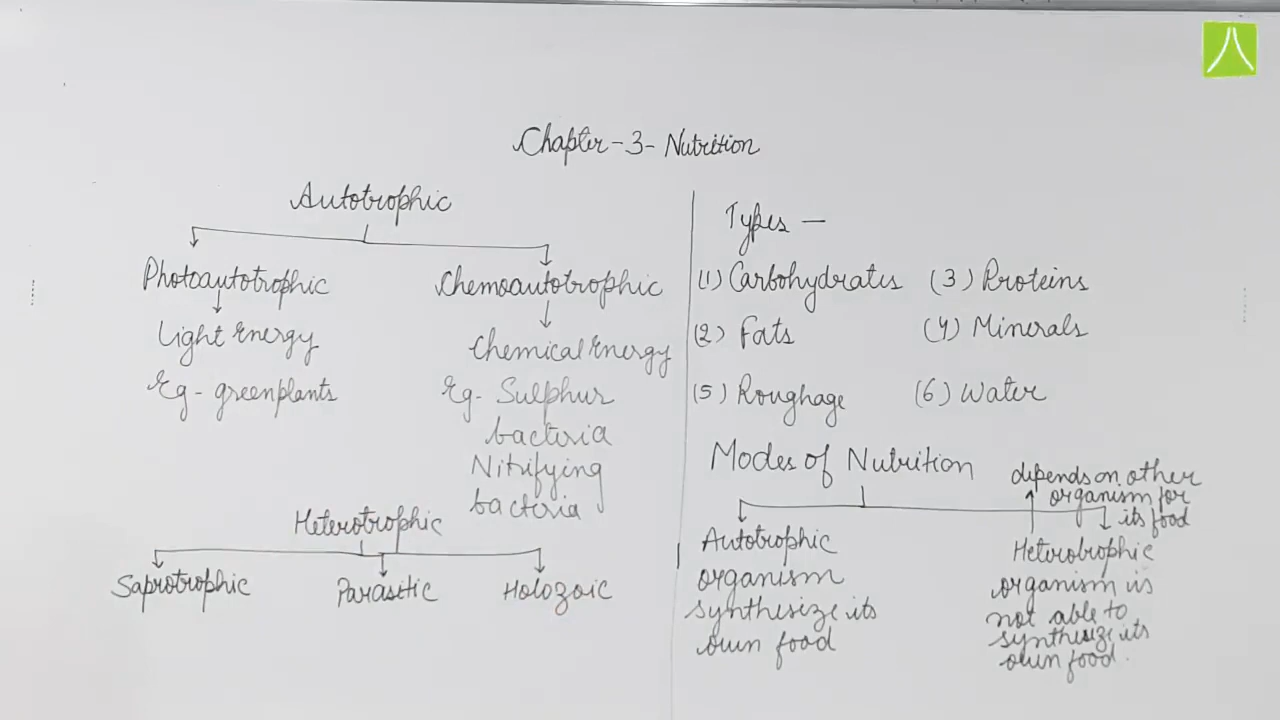 Chapter-3-Nutrition
Autotrophic
Photoautotrophic
Light Energy
Eg- greenplants
Chemoautotrophic
Chemical Energy
Eg- Sulphur
bacteria
Nitrifying
bacteria
Heterotrophic
Saprotrophic
Parasitic
Holozoic
Types —
(1) Carbohydrates (3) Proteins
(2) Fats (4) Minerals
(5) Roughage (6) Water
Modes of Nutrition
Autotrophic
organism
synthesize its
own food
depends on other
organism for
its food
Heterotrophic
organism is
not able to
synthesize its
own food.